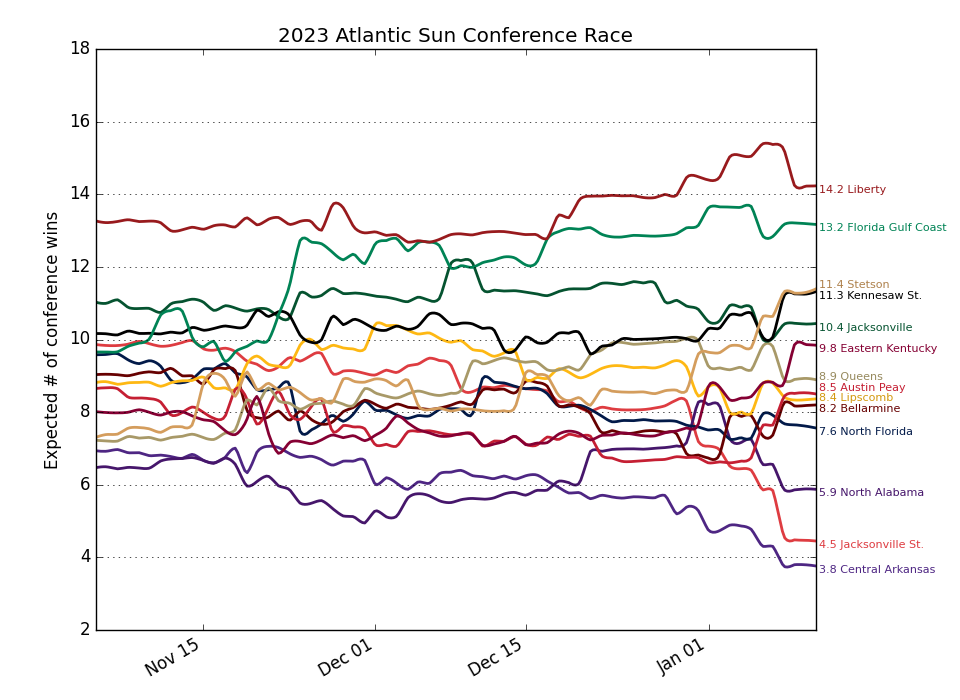 2023 Atlantic Sun Conference Race
Expected # of conference wins
18
16
14
12
10
8
6
4
2
14.2 Liberty
13.2 Florida Gulf Coast
11.4 Stetson
11.3 Kennesaw St.
10.4 Jacksonville
9.8 Eastern Kentucky
8.9 Queens
8.5 Austin Peay
8.4 Lipscomb
8.2 Bellarmine
7.6 North Florida
5.9 North Alabama
4.5 Jacksonville St.
3.8 Central Arkansas
Nov 15
Dec 01
Dec 15
Jan 01